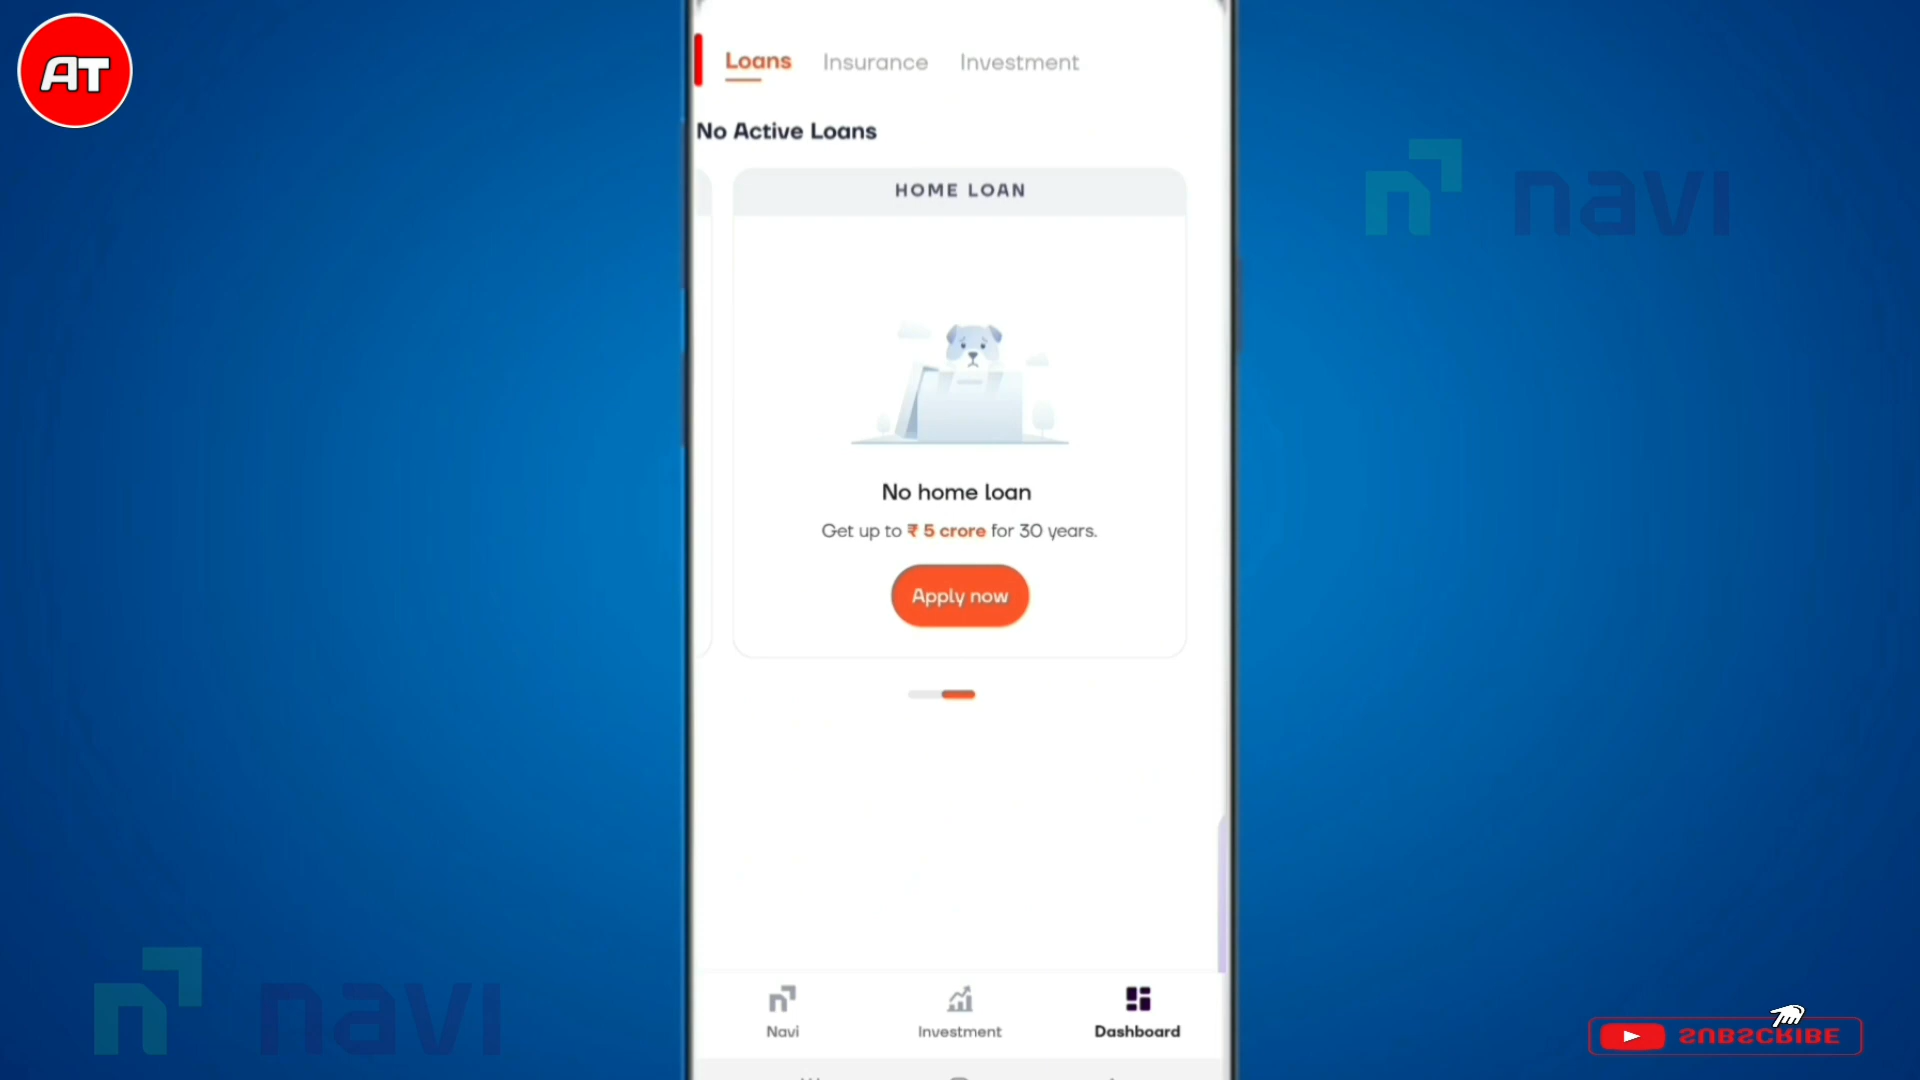 AT
Loans Insurance Investment
No Active Loans
HOME LOAN
navi
No home loan
Get up to ₹ 5 crore for 30 years.
Apply now
navi
Navi Investment Dashboard
SUBSCRIBE